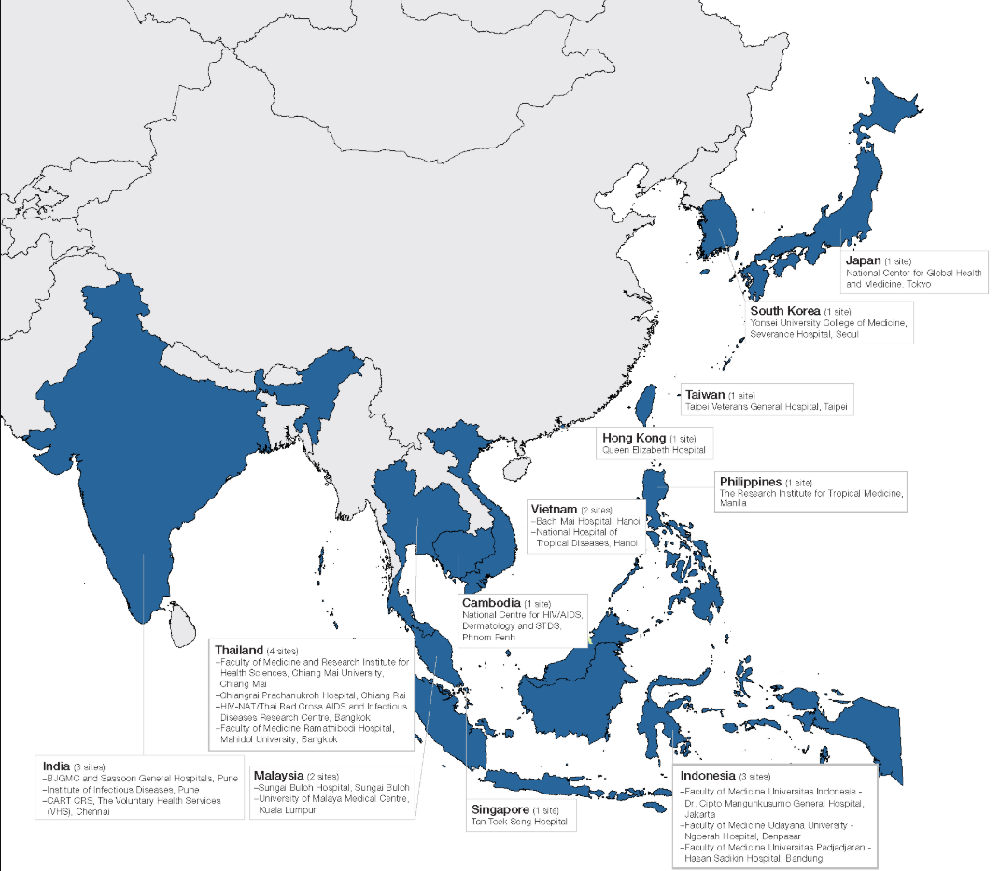 Japan (1 site)
National Center for Global Health
and Medicine, Tokyo
South Korea (1 site)
Yonsei University College of Medicine,
Severance Hospital, Seoul
Taiwan (1 site)
Taipei Veterans General Hospital, Taipei
Hong Kong (1 site)
Queen Elizabeth Hospital
Philippines (1 site)
The Research Institute for Tropical Medicine,
Manila
Vietnam (2 sites)
–Bach Mai Hospital, Hanoi
–National Hospital of
Tropical Diseases, Hanoi
Cambodia (1 site)
National Centre for HIV/AIDS,
Dermatology and STDS,
Phnom Penh
Thailand (4 sites)
–Faculty of Medicine and Research Institute for
Health Sciences, Chiang Mai University,
Chiang Mai
–Chiangrai Prachanukroh Hospital, Chiang Rai
–HIV-NAT/Thai Red Cross AIDS and Infectious
Diseases Research Centre, Bangkok
–Faculty of Medicine Ramathibodi Hospital,
Mahidol University, Bangkok
India (3 sites)
–BJGMC and Sassoon General Hospitals, Pune
–Institute of Infectious Diseases, Pune
–CART CRS, The Voluntary Health Services
(VHS), Chennai
Malaysia (2 sites)
–Sungai Buloh Hospital, Sungai Buloh
–University of Malaya Medical Centre,
Kuala Lumpur
Singapore (1 site)
Tan Tock Seng Hospital
Indonesia (3 sites)
–Faculty of Medicine Universitas Indonesia -
Dr. Cipto Mangunkusumo General Hospital,
Jakarta
–Faculty of Medicine Udayana University -
Ngoerah Hospital, Denpasar
–Faculty of Medicine Universitas Padjadjaran -
Hasan Sadikin Hospital, Bandung